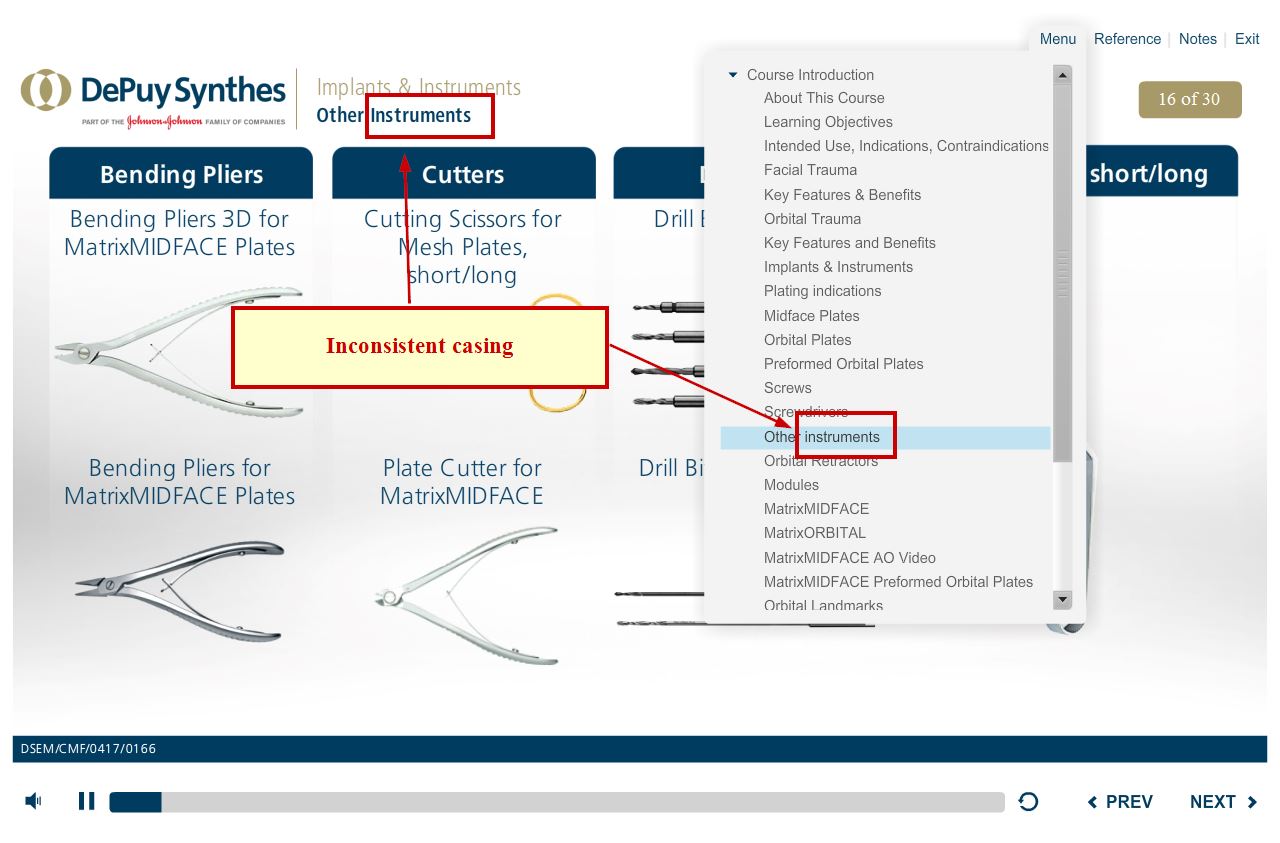 Menu
Reference
Notes
Exit
DePuy Synthes
PART OF THE Johnson & Johnson FAMILY OF COMPANIES
Implants & Instruments
Other Instruments
16 of 30
Bending Pliers
Bending Pliers 3D for
MatrixMIDFACE Plates
Bending Pliers for
MatrixMIDFACE Plates
Cutters
Cutting Scissors for
Mesh Plates,
short/long
Plate Cutter for
MatrixMIDFACE
Drill
Drill
short/long
Inconsistent casing
Course Introduction
About This Course
Learning Objectives
Intended Use, Indications, Contraindications
Facial Trauma
Key Features & Benefits
Orbital Trauma
Key Features and Benefits
Implants & Instruments
Plating indications
Midface Plates
Orbital Plates
Preformed Orbital Plates
Screws
Screwdrivers
Other instruments
Orbital Retractors
Modules
MatrixMIDFACE
MatrixORBITAL
MatrixMIDFACE AO Video
MatrixMIDFACE Preformed Orbital Plates
Orbital Landmarks
DSEM/CMF/0417/0166
PREV
NEXT